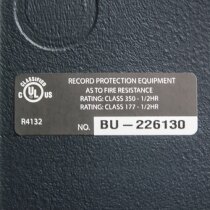 CLASSIFIED
C UL US
RECORD PROTECTION EQUIPMENT
AS TO FIRE RESISTANCE
RATING: CLASS 350 - 1/2HR
RATING: CLASS 177 - 1/2HR
R4132
NO. BU-226130